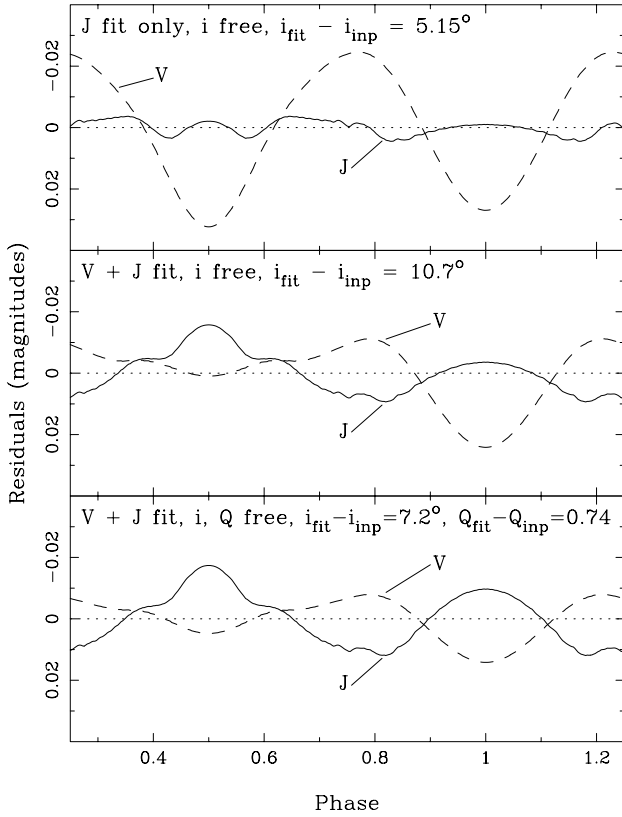 J fit only, i free, i_fit − i_inp = 5.15°
−0.02
0
0.02
V
J
V + J fit, i free, i_fit − i_inp = 10.7°
−0.02
0
0.02
V
J
V + J fit, i, Q free, i_fit−i_inp=7.2°, Q_fit−Q_inp=0.74
−0.02
0
0.02
V
J
Residuals (magnitudes)
0.4 0.6 0.8 1 1.2
Phase